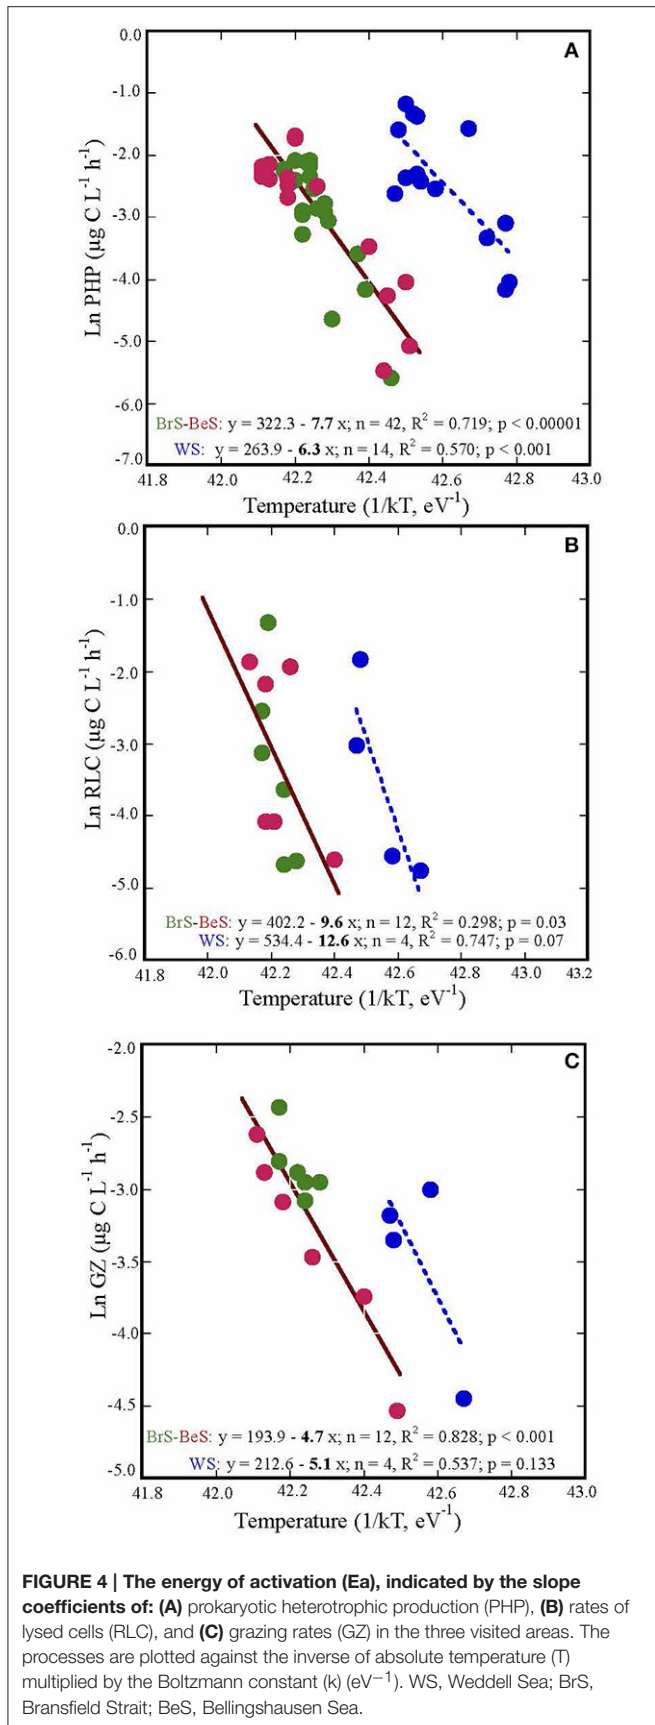 0.0
A
-1.0
-2.0
-3.0
-4.0
-5.0
-6.0
-7.0
Ln PHP (µg C L⁻¹ h⁻¹)
BrS-BeS: y = 322.3 - 7.7 x; n = 42, R² = 0.719; p < 0.00001
WS: y = 263.9 - 6.3 x; n = 14, R² = 0.570; p < 0.001
41.8 42.0 42.2 42.4 42.6 42.8 43.0
Temperature (1/kT, eV⁻¹)
0.0
B
-1.0
-2.0
-3.0
-4.0
-5.0
-6.0
Ln RLC (µg C L⁻¹ h⁻¹)
BrS-BeS: y = 402.2 - 9.6 x; n = 12, R² = 0.298; p = 0.03
WS: y = 534.4 - 12.6 x; n = 4, R² = 0.747; p = 0.07
41.8 42.0 42.2 42.4 42.6 42.8 43.0 43.2
Temperature (1/kT, eV⁻¹)
-2.0
C
-2.5
-3.0
-3.5
-4.0
-4.5
-5.0
Ln GZ (µg C L⁻¹ h⁻¹)
BrS-BeS: y = 193.9 - 4.7 x; n = 12, R² = 0.828; p < 0.001
WS: y = 212.6 - 5.1 x; n = 4, R² = 0.537; p = 0.133
41.8 42.0 42.2 42.4 42.6 42.8 43.0
Temperature (1/kT, eV⁻¹)
FIGURE 4 | The energy of activation (Ea), indicated by the slope
coefficients of: (A) prokaryotic heterotrophic production (PHP), (B) rates of
lysed cells (RLC), and (C) grazing rates (GZ) in the three visited areas. The
processes are plotted against the inverse of absolute temperature (T)
multiplied by the Boltzmann constant (k) (eV−1). WS, Weddell Sea; BrS,
Bransfield Strait; BeS, Bellingshausen Sea.